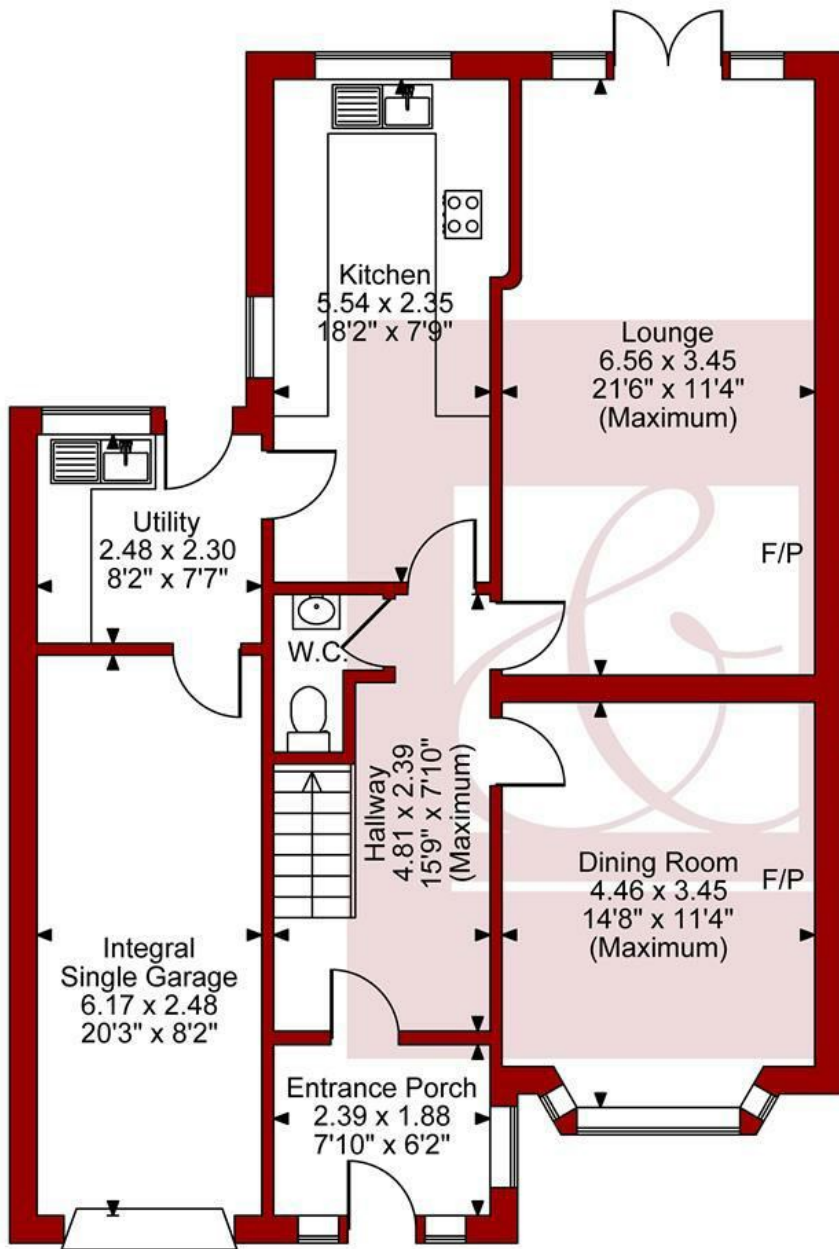 Kitchen
5.54 x 2.35
18'2" x 7'9"
Lounge
6.56 x 3.45
21'6" x 11'4"
(Maximum)
F/P
Utility
2.48 x 2.30
8'2" x 7'7"
W.C.
Hallway
4.81 x 2.39
15'9" x 7'10"
(Maximum)
Dining Room
4.46 x 3.45
14'8" x 11'4"
(Maximum)
F/P
Integral
Single Garage
6.17 x 2.48
20'3" x 8'2"
Entrance Porch
2.39 x 1.88
7'10" x 6'2"
&